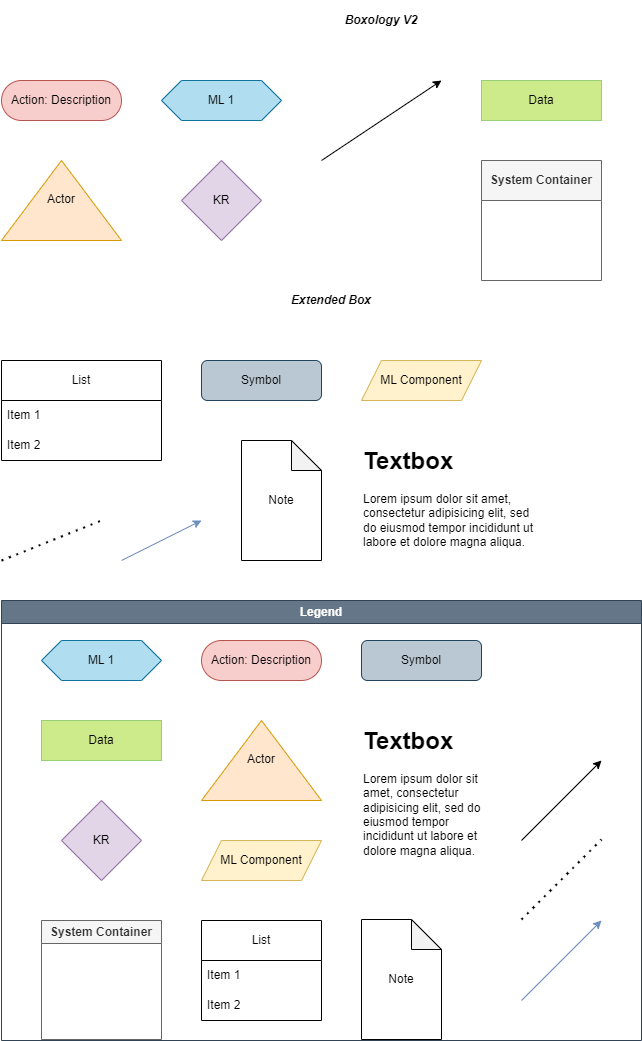 Boxology V2
Action: Description
ML 1
Data
Actor
KR
System Container
Extended Box
List
Symbol
ML Component
Item 1
Item 2
Note
Textbox
Lorem ipsum dolor sit amet,
consectetur adipisicing elit, sed
do eiusmod tempor incididunt ut
labore et dolore magna aliqua.
Legend
ML 1
Action: Description
Symbol
Data
Actor
Textbox
Lorem ipsum dolor sit
amet, consectetur
adipisicing elit, sed do
eiusmod tempor
incididunt ut labore et
dolore magna aliqua.
KR
ML Component
System Container
List
Item 1
Item 2
Note